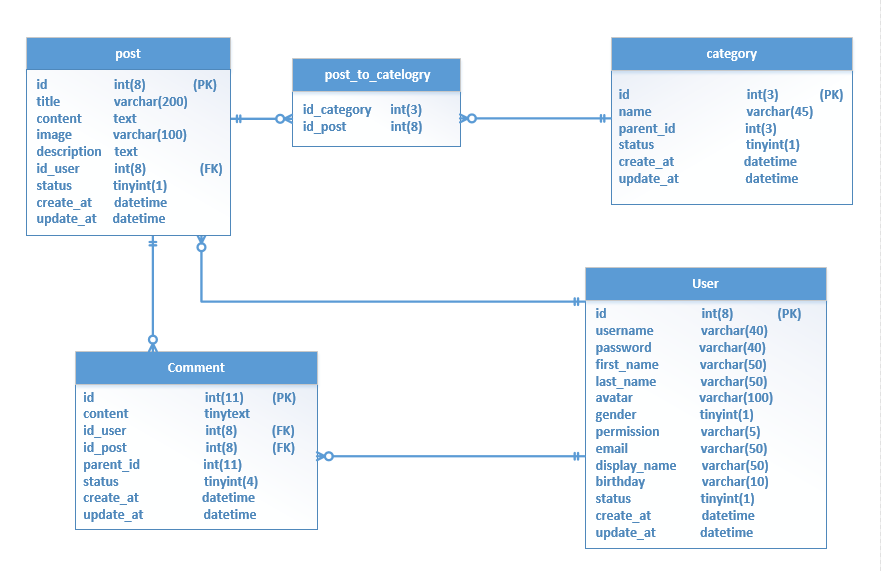 post
id int(8) (PK)
title varchar(200)
content text
image varchar(100)
description text
id_user int(8) (FK)
status tinyint(1)
create_at datetime
update_at datetime
post_to_catelogry
id_category int(3)
id_post int(8)
category
id int(3) (PK)
name varchar(45)
parent_id int(3)
status tinyint(1)
create_at datetime
update_at datetime
Comment
id int(11) (PK)
content tinytext
id_user int(8) (FK)
id_post int(8) (FK)
parent_id int(11)
status tinyint(4)
create_at datetime
update_at datetime
User
id int(8) (PK)
username varchar(40)
password varchar(40)
first_name varchar(50)
last_name varchar(50)
avatar varchar(100)
gender tinyint(1)
permission varchar(5)
email varchar(50)
display_name varchar(50)
birthday varchar(10)
status tinyint(1)
create_at datetime
update_at datetime